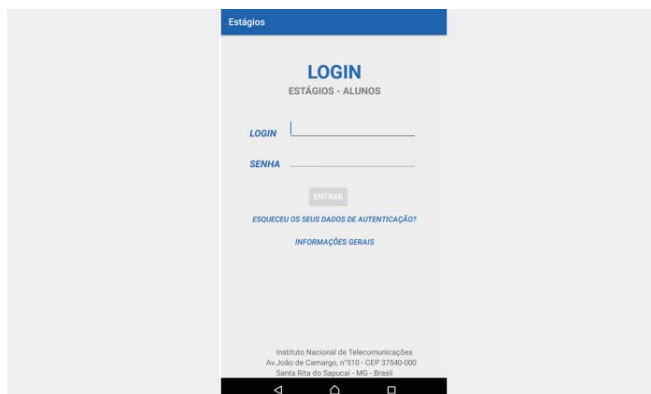 Estágios
LOGIN
ESTÁGIOS - ALUNOS
LOGIN
SENHA
ENTRAR
ESQUECEU OS SEUS DADOS DE AUTENTICAÇÃO?
INFORMAÇÕES GERAIS
Instituto Nacional de Telecomunicações
Av.João de Camargo, n°510 - CEP 37540-000
Santa Rita do Sapucaí - MG - Brasil